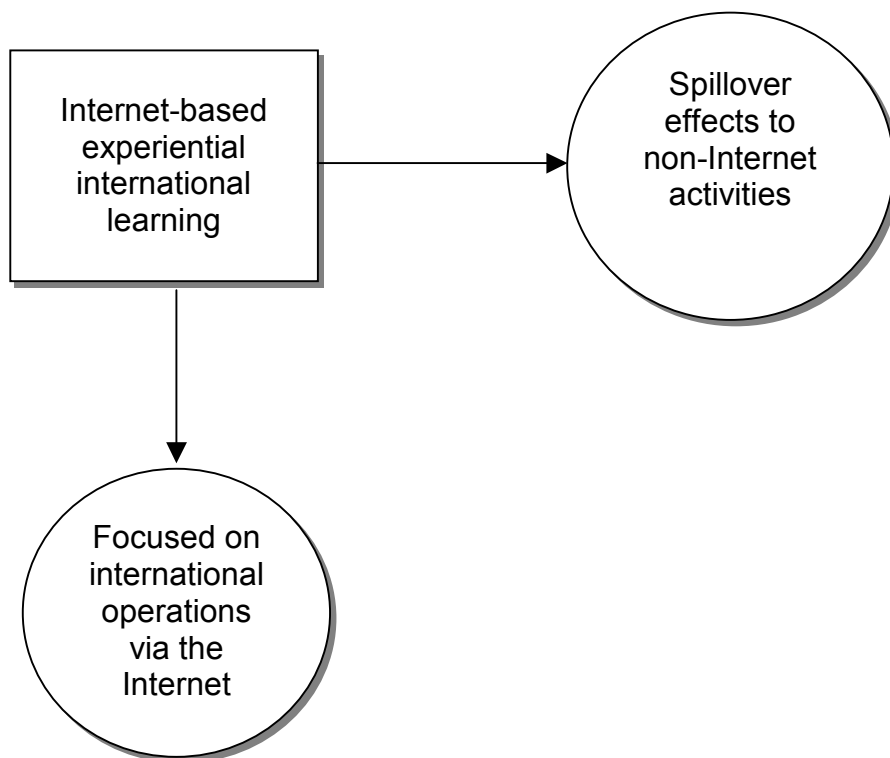 Internet-based
experiential
international
learning
Spillover
effects to
non-Internet
activities
Focused on
international
operations
via the
Internet